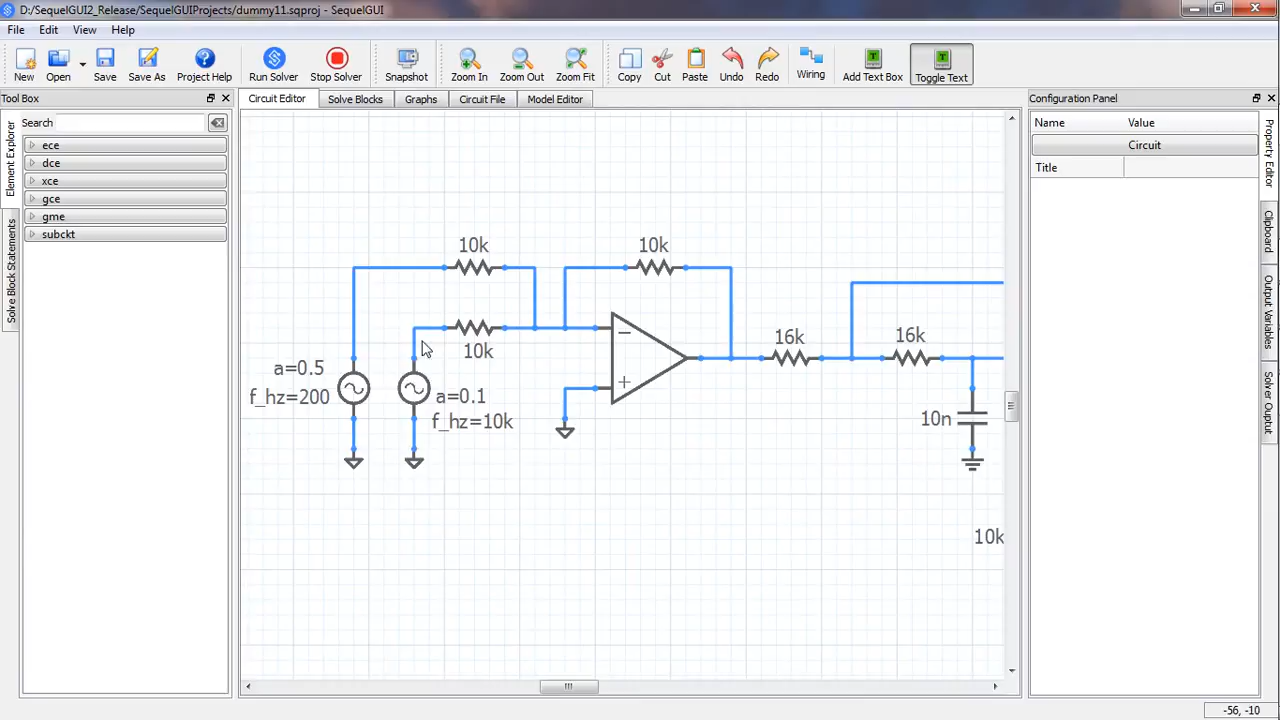 D:/SequelGUI2_Release/SequelGUIProjects/dummy11.sqproj - SequelGUI
File Edit View Help
New Open Save Save As Project Help Run Solver Stop Solver Snapshot Zoom In Zoom Out Zoom Fit Copy Cut Paste Undo Redo Wiring Add Text Box Toggle Text
Tool Box
Circuit Editor Solve Blocks Graphs Circuit File Model Editor
Configuration Panel
Search
Name Value
ece
Circuit
dce
Title
xce
gce
gme
subckt
Element Explorer
Solve Block Statements
Property Editor
Clipboard
Output Variables
Solver Ouptut
10k
10k
10k
16k
16k
a=0.5
f_hz=200
a=0.1
f_hz=10k
10n
10k
-56, -10